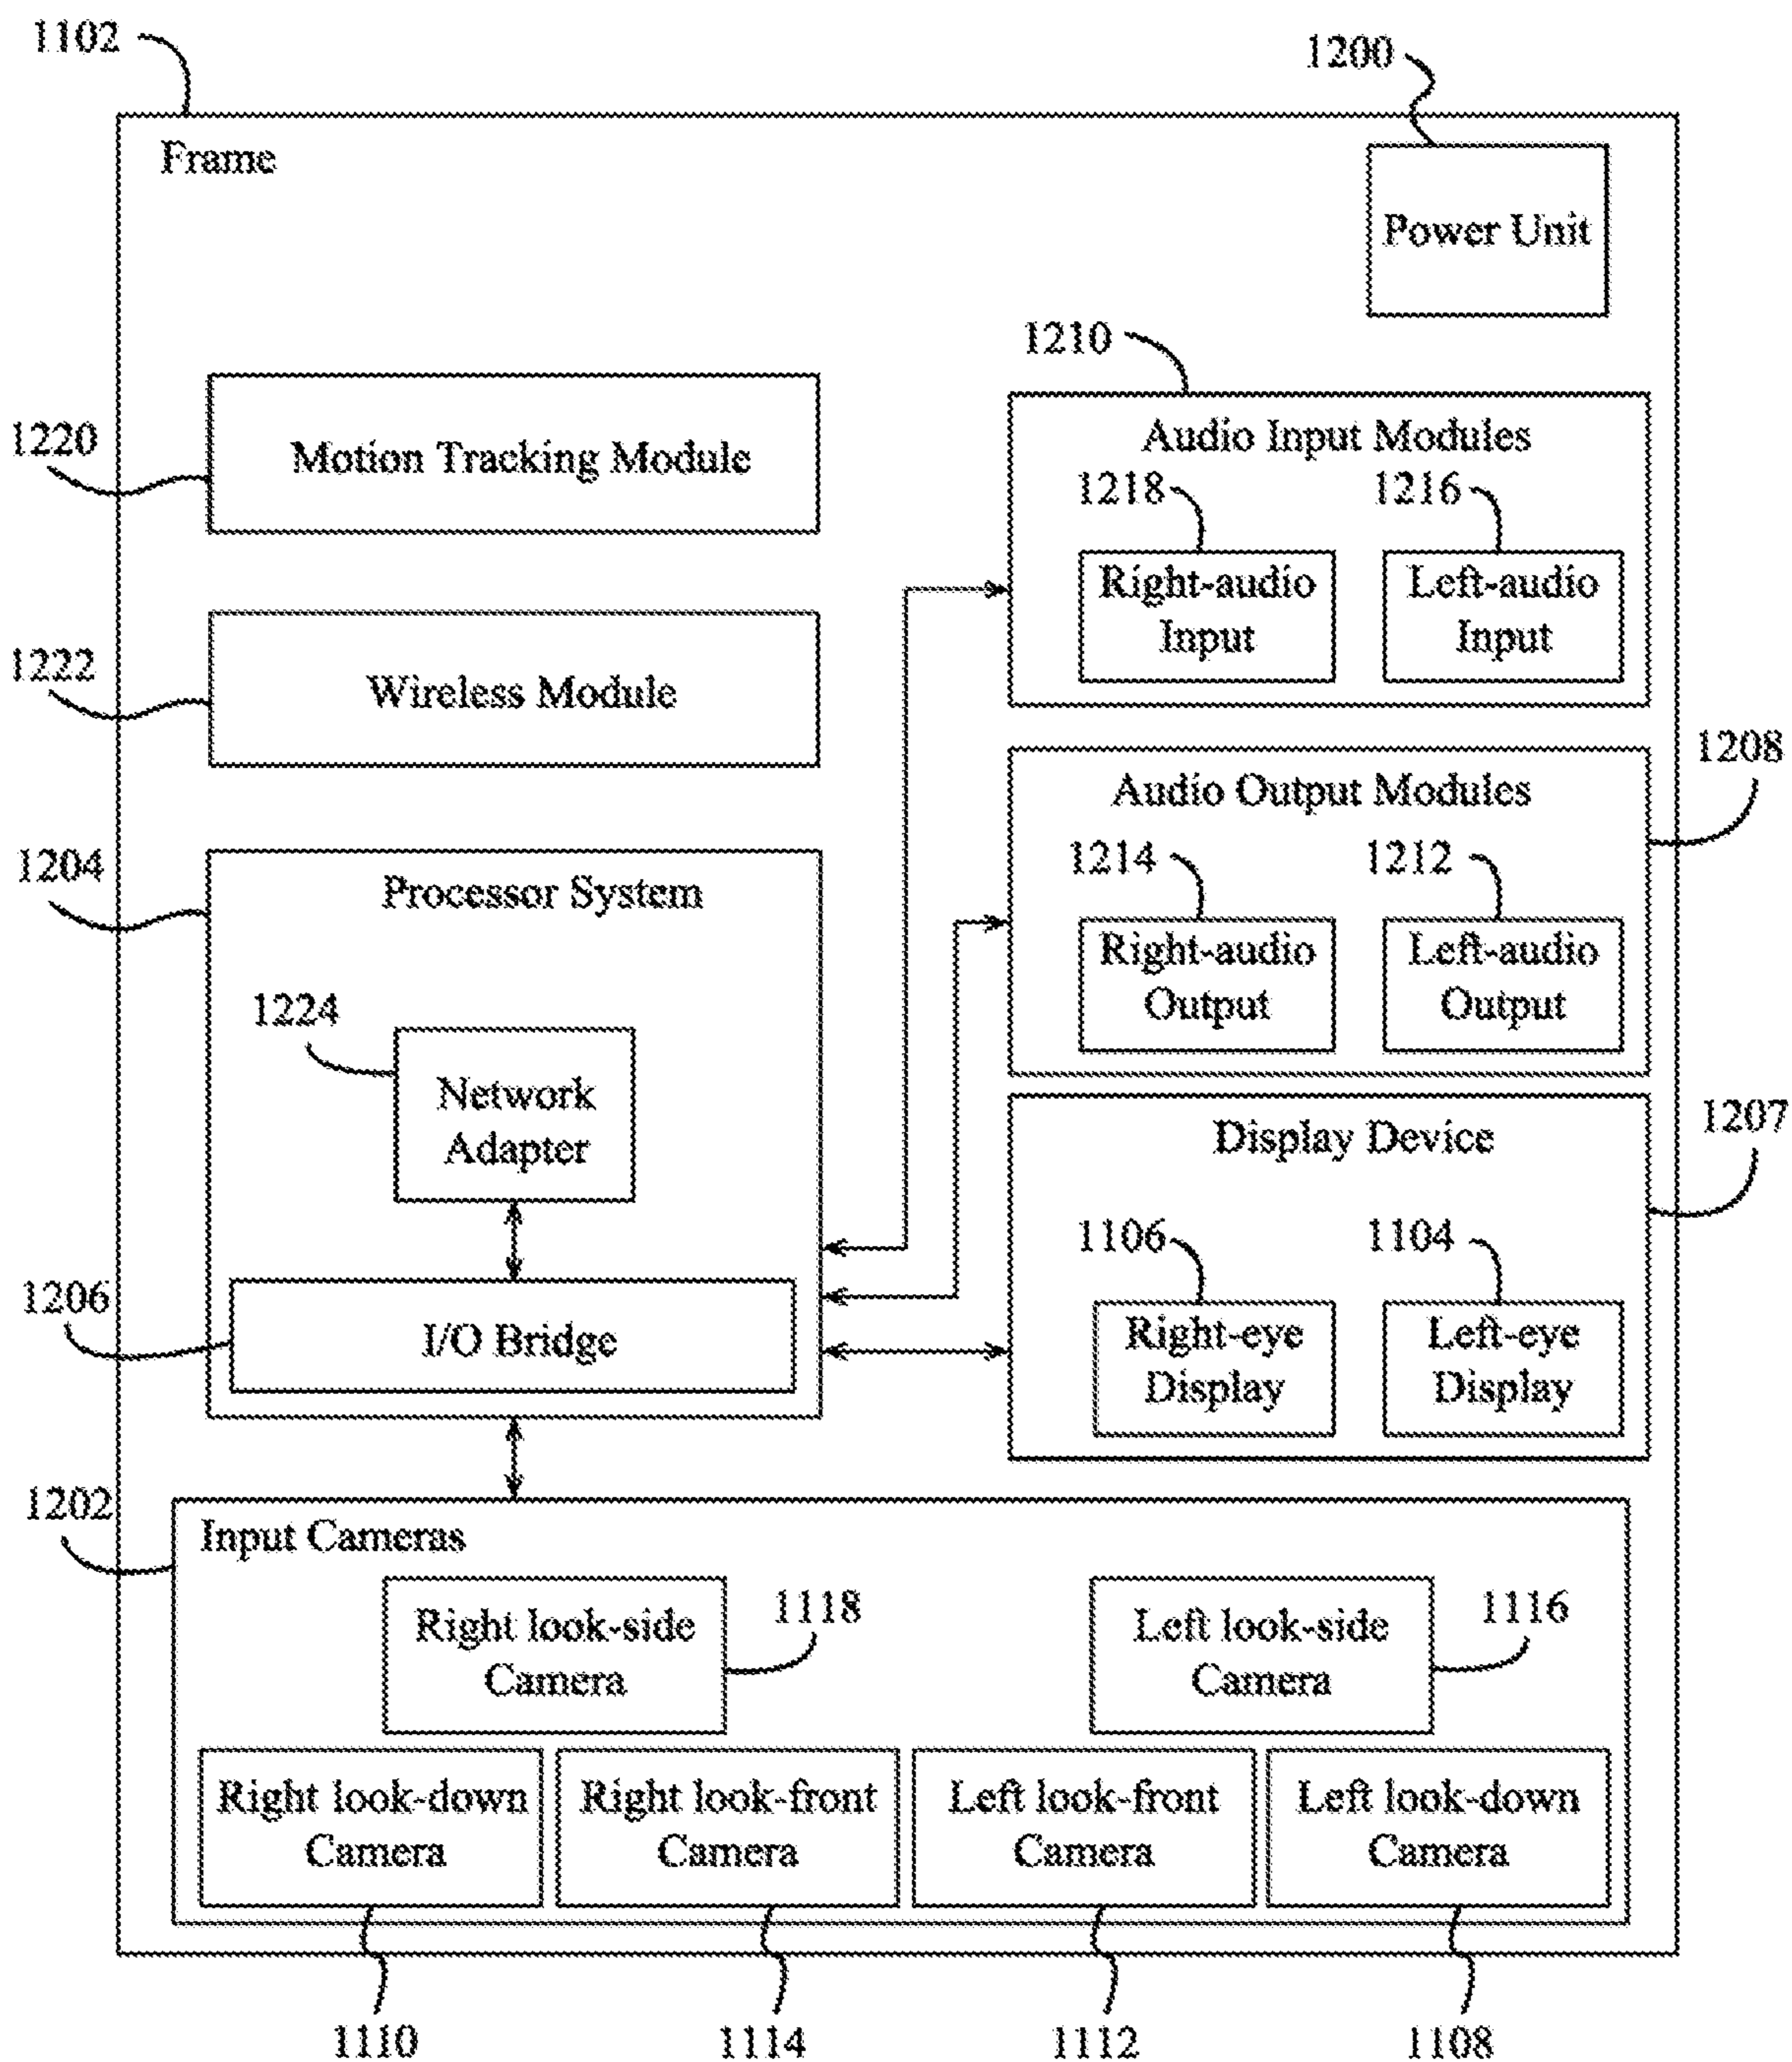 1102
1200
Frame
Power Unit
1210
1220
Motion Tracking Module
Audio Input Modules
1218
1216
Right-audio
Input
Left-audio
Input
1222
Wireless Module
1208
Audio Output Modules
1204
Processor System
1214
1212
Right-audio
Output
Left-audio
Output
1224
Network
Adapter
1207
Display Device
1106
1104
1206
I/O Bridge
Right-eye
Display
Left-eye
Display
1202
Input Cameras
Right look-side
Camera
1118
Left look-side
Camera
1116
Right look-down
Camera
Right look-front
Camera
Left look-front
Camera
Left look-down
Camera
1110
1114
1112
1108